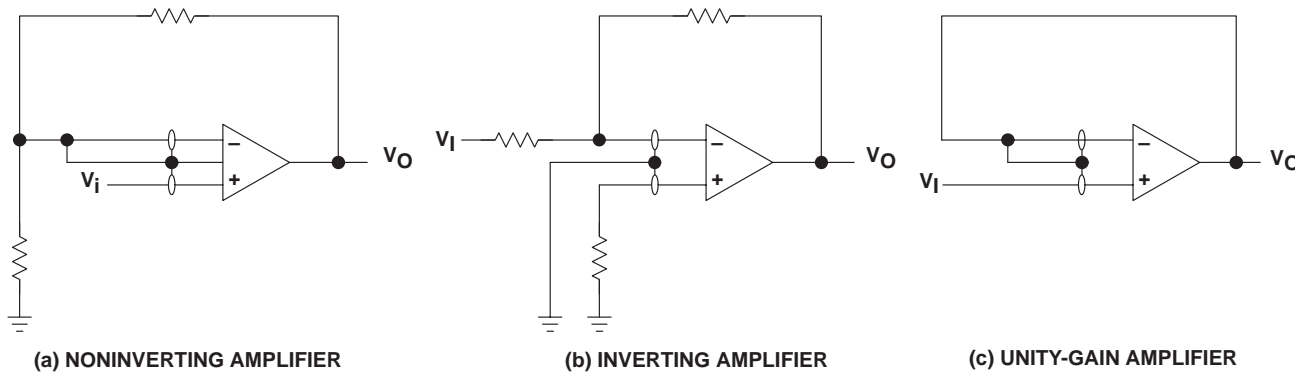 Vi
VO
−
+
(a) NONINVERTING AMPLIFIER
VI
VO
−
+
(b) INVERTING AMPLIFIER
VI
VO
−
+
(c) UNITY-GAIN AMPLIFIER